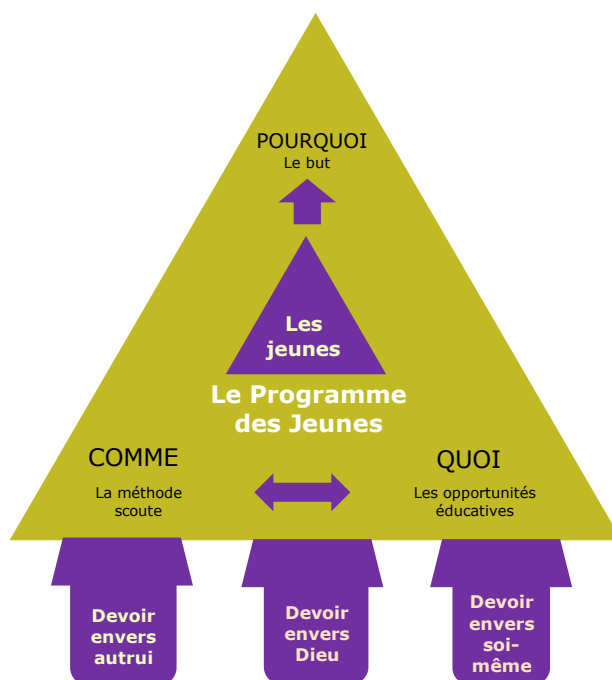 POURQUOI
Le but
Les
jeunes
Le Programme
des Jeunes
COMME
La méthode
scoute
QUOI
Les opportunités
éducatives
Devoir
envers
autrui
Devoir
envers
Dieu
Devoir
envers
soi-
même